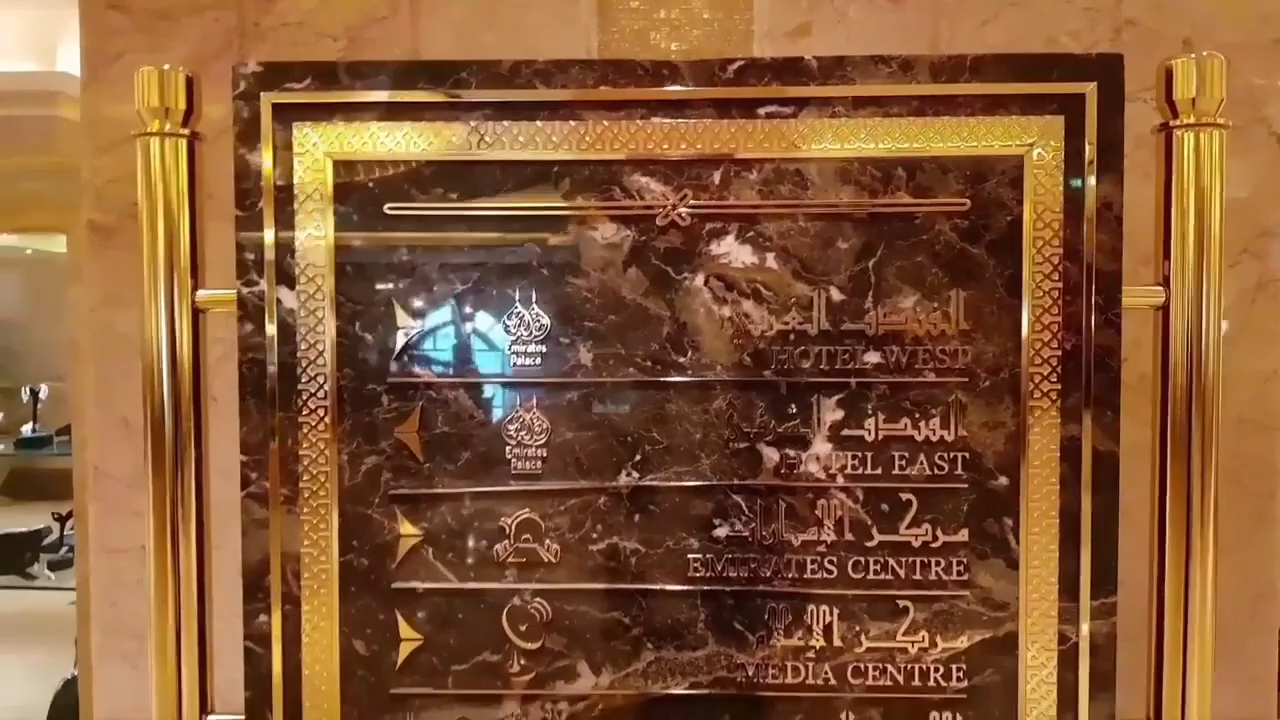 Emirates
Palace
الفندق الغربي
HOTEL WEST
Emirates
Palace
الفندق الشرقي
HOTEL EAST
مركز الإمارات
EMIRATES CENTRE
مركز الإعلام
MEDIA CENTRE